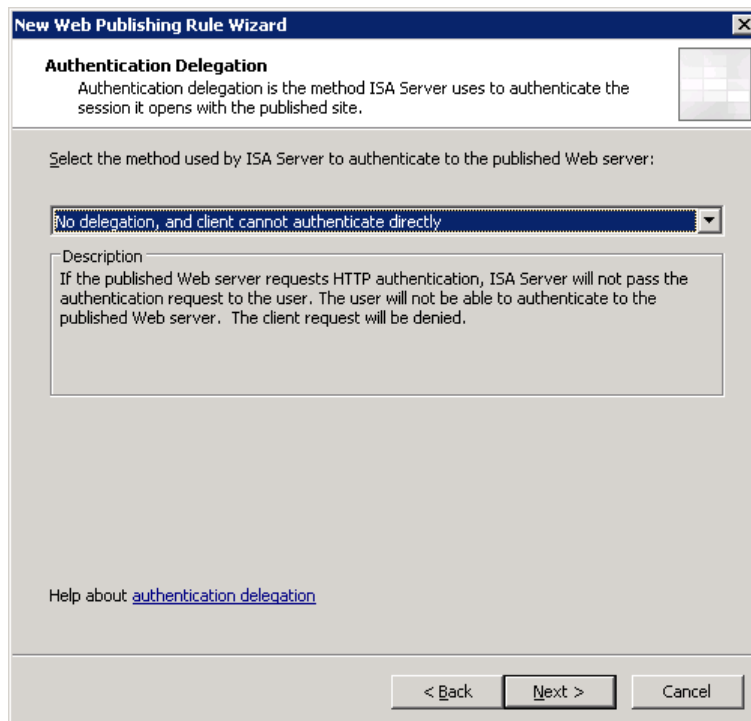 New Web Publishing Rule Wizard
Authentication Delegation
Authentication delegation is the method ISA Server uses to authenticate the
session it opens with the published site.
Select the method used by ISA Server to authenticate to the published Web server:
No delegation, and client cannot authenticate directly
Description
If the published Web server requests HTTP authentication, ISA Server will not pass the
authentication request to the user. The user will not be able to authenticate to the
published Web server.  The client request will be denied.
Help about authentication delegation
< Back
Next >
Cancel